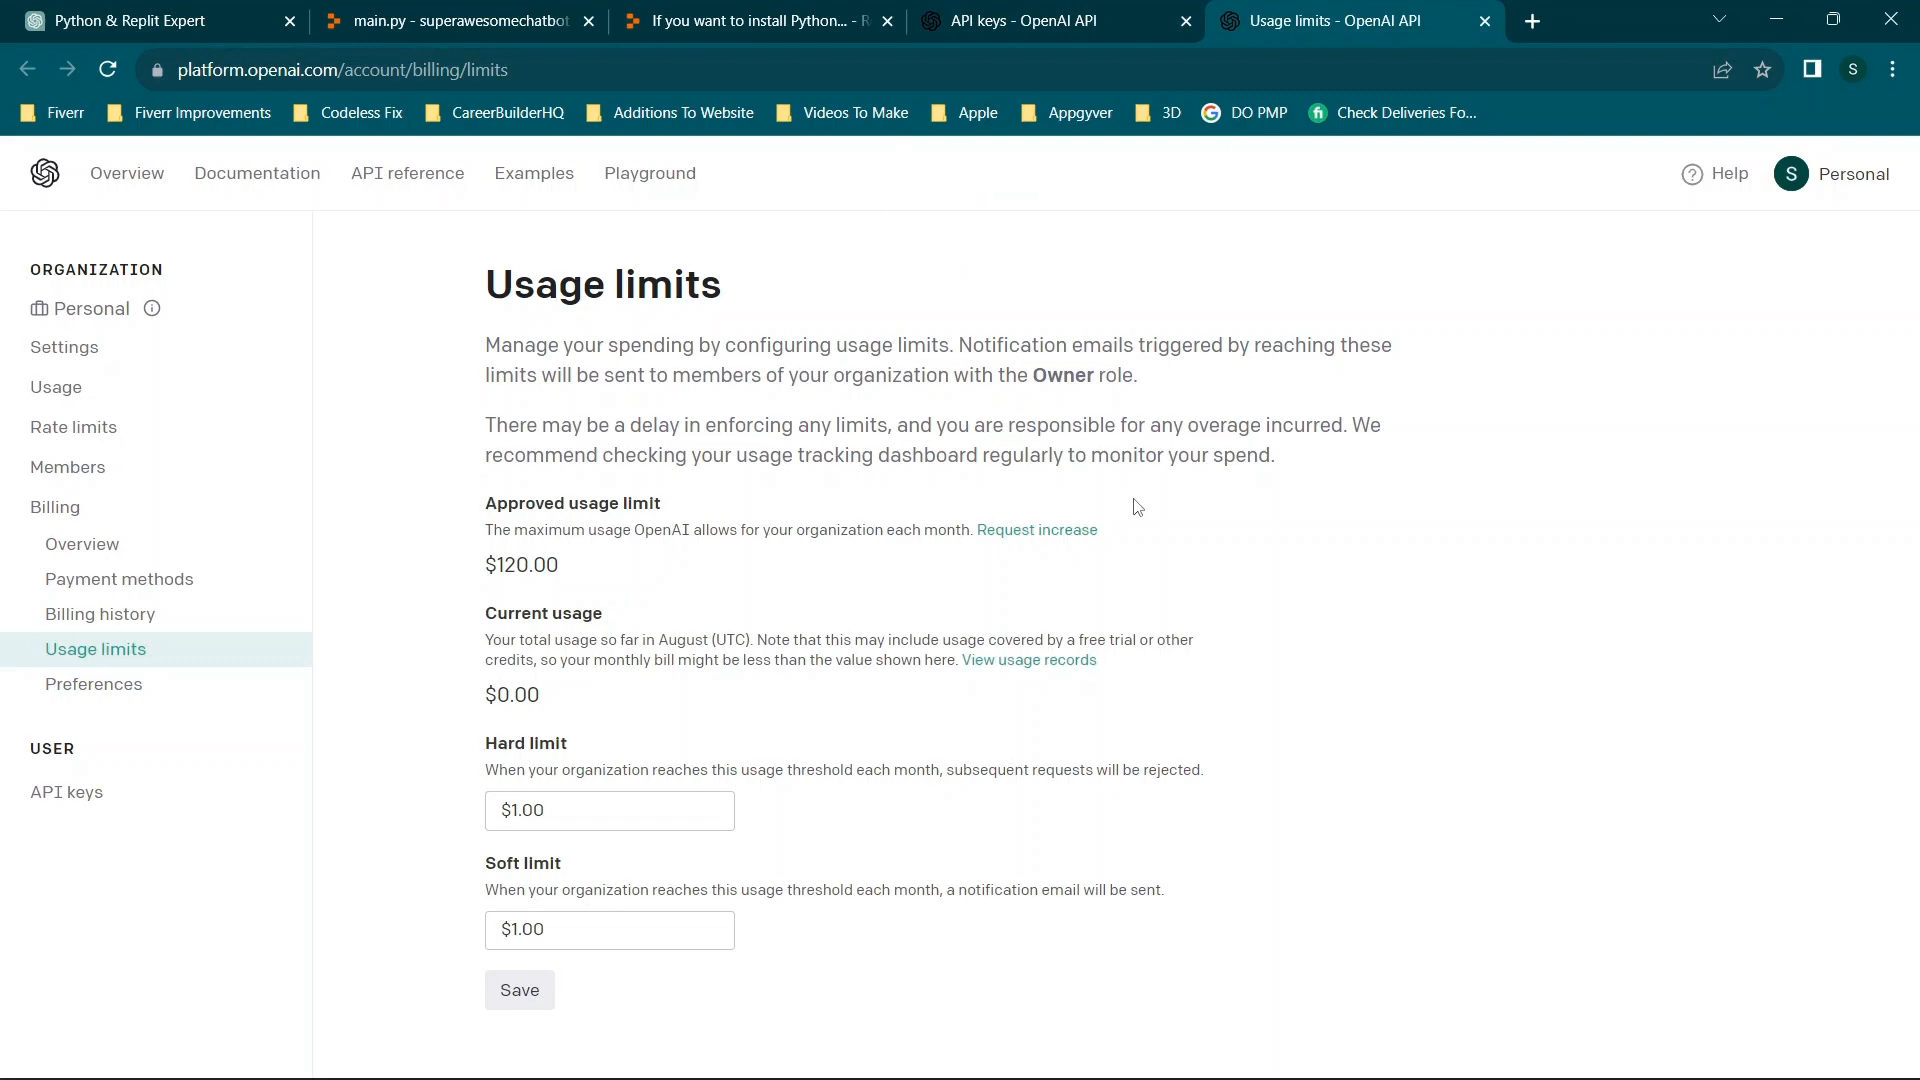 Python & Replit Expert
main.py - superawesomechatbot
If you want to install Python... - R
API keys - OpenAI API
Usage limits - OpenAI API
platform.openai.com/account/billing/limits
S
Fiverr
Fiverr Improvements
Codeless Fix
CareerBuilderHQ
Additions To Website
Videos To Make
Apple
Appgyver
3D
DO PMP
Check Deliveries Fo...
Overview
Documentation
API reference
Examples
Playground
Help
S
Personal
ORGANIZATION
Personal
Settings
Usage
Rate limits
Members
Billing
Overview
Payment methods
Billing history
Usage limits
Preferences
USER
API keys
Usage limits
Manage your spending by configuring usage limits. Notification emails triggered by reaching these
limits will be sent to members of your organization with the Owner role.
There may be a delay in enforcing any limits, and you are responsible for any overage incurred. We
recommend checking your usage tracking dashboard regularly to monitor your spend.
Approved usage limit
The maximum usage OpenAI allows for your organization each month. Request increase
$120.00
Current usage
Your total usage so far in August (UTC). Note that this may include usage covered by a free trial or other
credits, so your monthly bill might be less than the value shown here. View usage records
$0.00
Hard limit
When your organization reaches this usage threshold each month, subsequent requests will be rejected.
$1.00
Soft limit
When your organization reaches this usage threshold each month, a notification email will be sent.
$1.00
Save